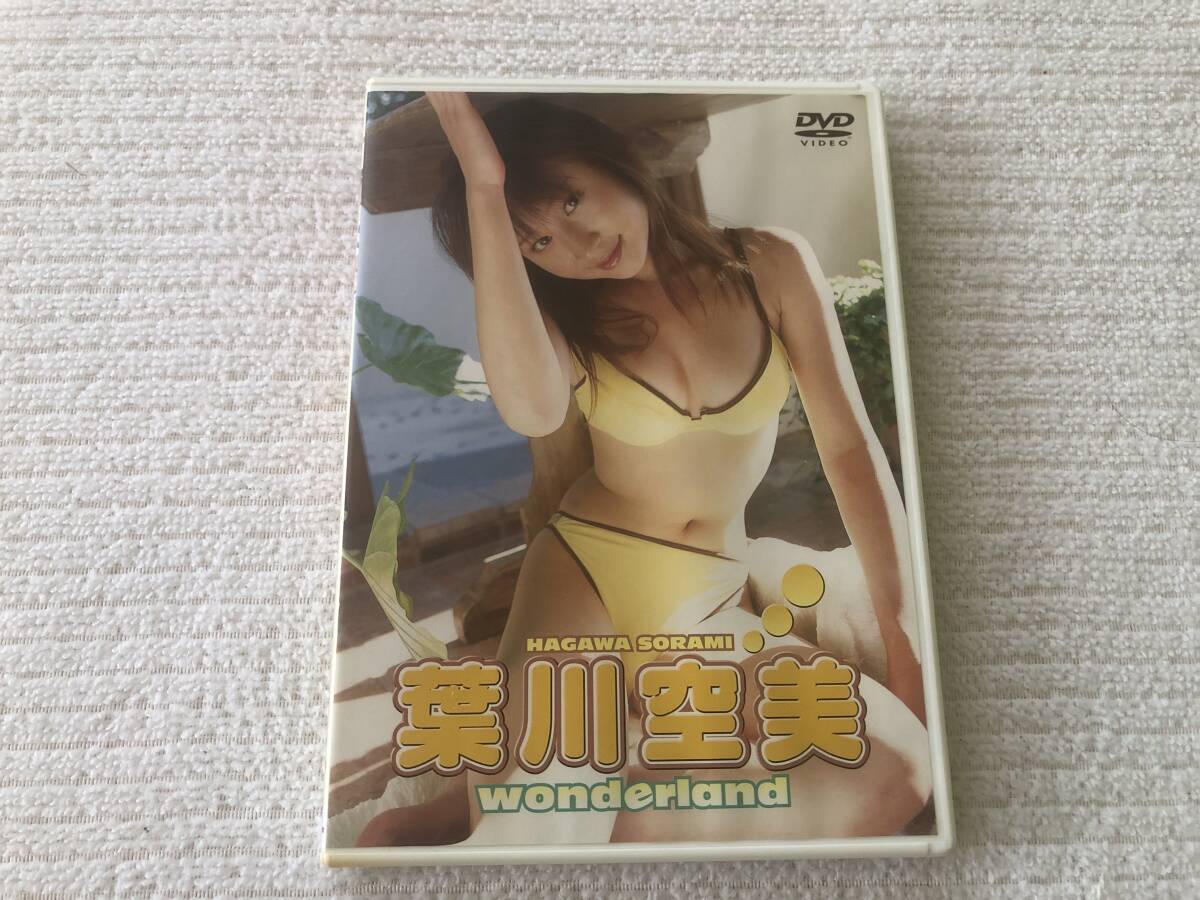 DVD
VIDEO
HAGAWA SORAMI
葉川空美
wonderland